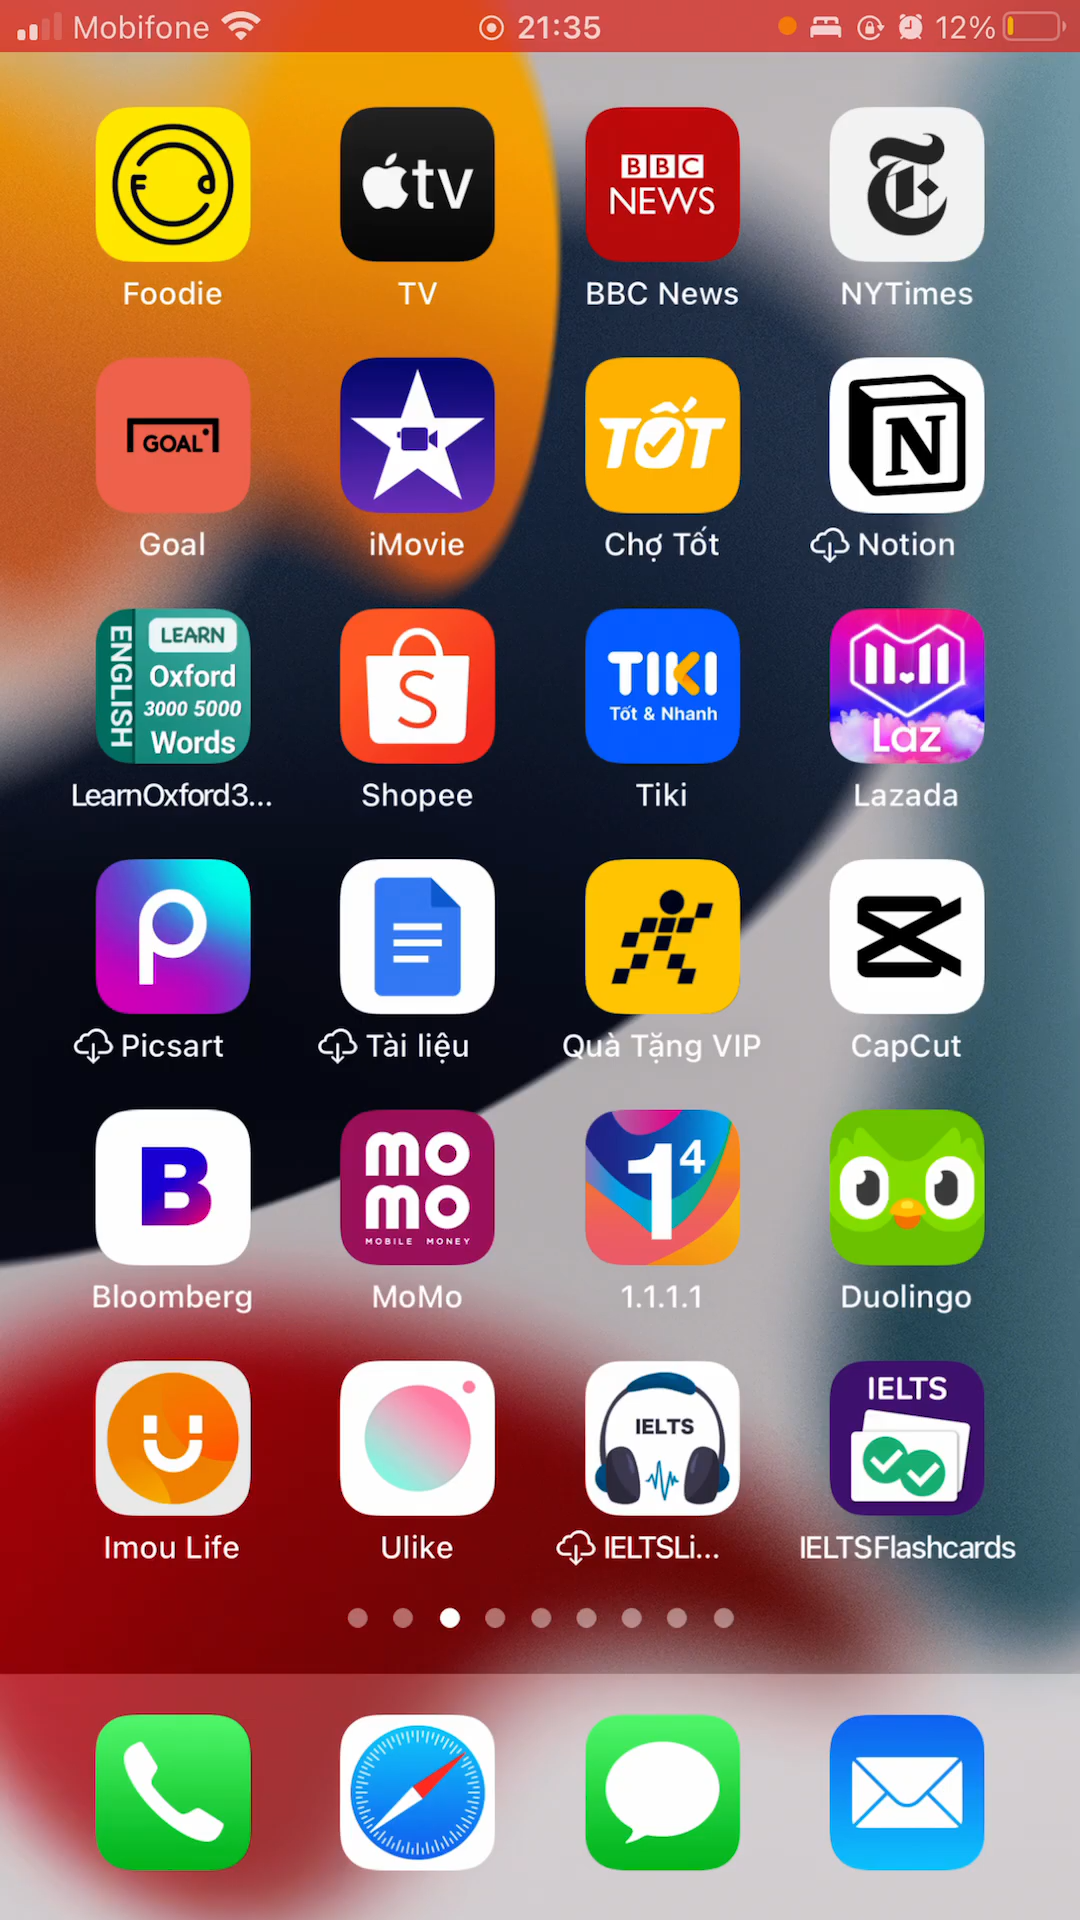 Mobifone 21:35 12%
FD
tv
BBC
NEWS
T
Foodie TV BBC News NYTimes
GOAL
TỐT
N
Goal iMovie Chợ Tốt Notion
ENGLISH
LEARN
Oxford
3000 5000
Words
S
TIKI
Tốt & Nhanh
11.11
Laz
LearnOxford3... Shopee Tiki Lazada
P
Picsart Tài liệu Quà Tặng VIP CapCut
B
mo
mo
MOBILE MONEY
1⁴
Bloomberg MoMo 1.1.1.1 Duolingo
IELTS
IELTS
Imou Life Ulike IELTSLi... IELTSFlashcards